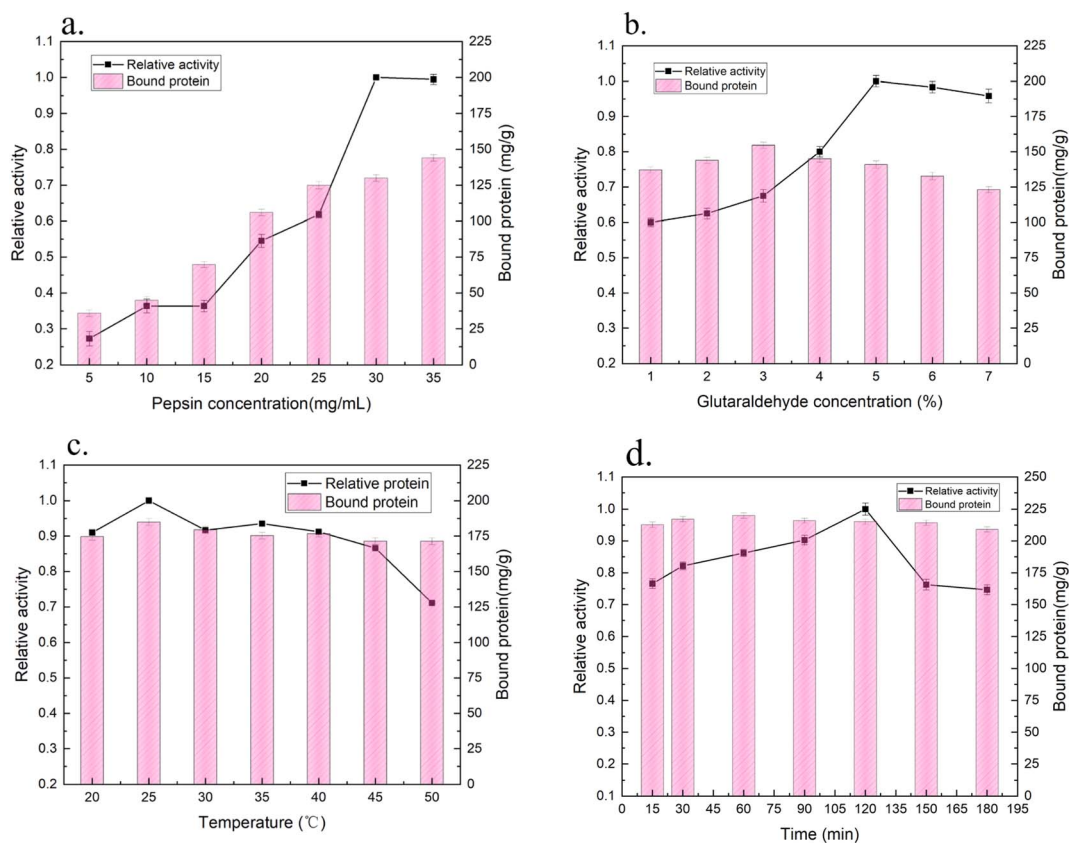 a.
1.1
1.0
0.9
0.8
0.7
0.6
0.5
0.4
0.3
0.2
Relative activity
Relative activity
Bound protein
225
200
175
150
125
100
75
50
25
0
Bound protein (mg/g)
5 10 15 20 25 30 35
Pepsin concentration(mg/mL)
b.
1.1
1.0
0.9
0.8
0.7
0.6
0.5
0.4
0.3
0.2
Relative activity
Relative activity
Bound protein
225
200
175
150
125
100
75
50
25
0
Bound protein (mg/g)
1 2 3 4 5 6 7
Glutaraldehyde concentration (%)
c.
1.1
1.0
0.9
0.8
0.7
0.6
0.5
0.4
0.3
0.2
Relative activity
Relative protein
Bound protein
225
200
175
150
125
100
75
50
25
0
Bound protein(mg/g)
20 25 30 35 40 45 50
Temperature (℃)
d.
1.1
1.0
0.9
0.8
0.7
0.6
0.5
0.4
0.3
0.2
0.1
Relative activity
Relative activity
Bound protein
250
225
200
175
150
125
100
75
50
25
0
Bound protein(mg/g)
0 15 30 45 60 75 90 105 120 135 150 165 180 195
Time (min)